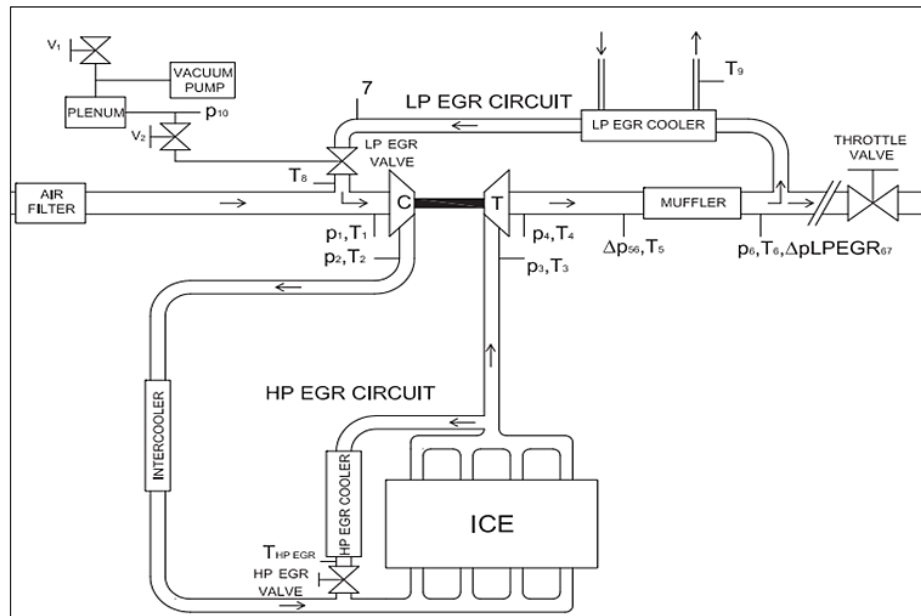 V1
VACUUM
PUMP
PLENUM
p10
V2
7
LP EGR CIRCUIT
T9
LP EGR COOLER
LP EGR
VALVE
THROTTLE
VALVE
T8
AIR
FILTER
C
T
MUFFLER
p1,T1
p2,T2
p4,T4
p3,T3
Δp56,T5
p6,T6,ΔpLPEGR67
HP EGR CIRCUIT
INTERCOOLER
HP EGR COOLER
ICE
THP EGR
HP EGR
VALVE